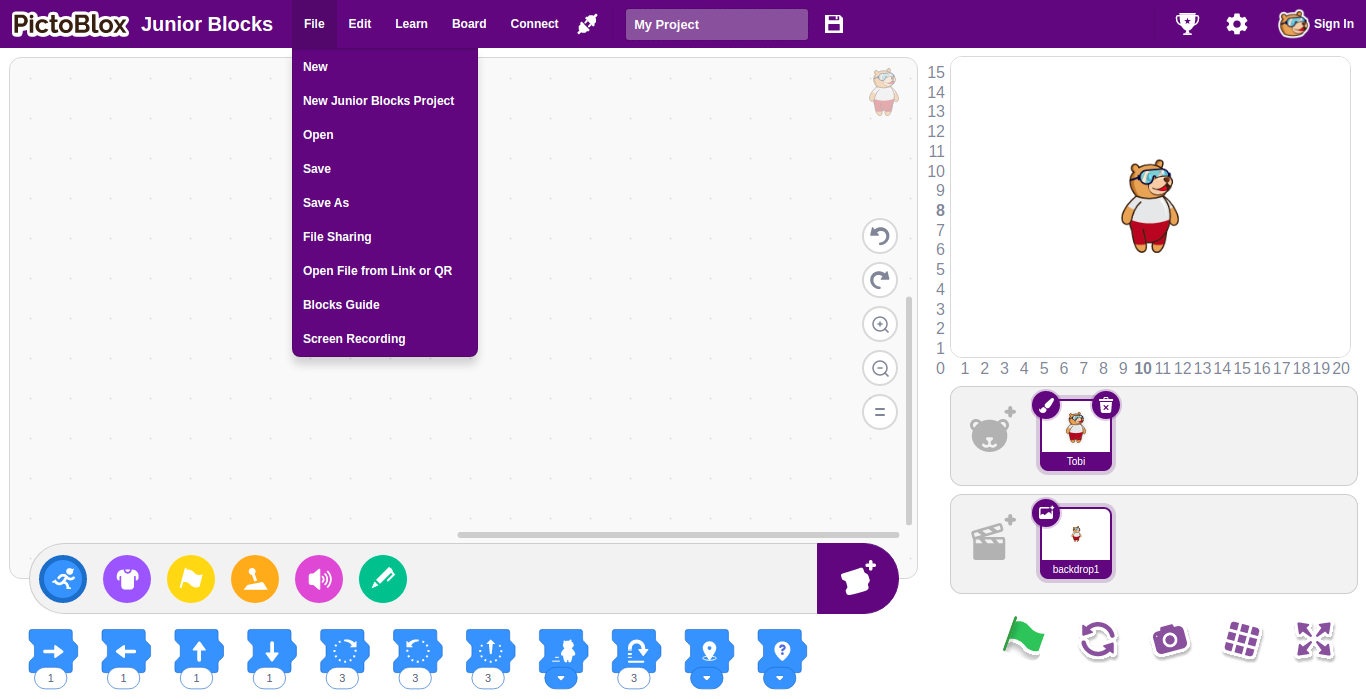 PictoBlox Junior Blocks File Edit Learn Board Connect My Project Sign In
New
New Junior Blocks Project
Open
Save
Save As
File Sharing
Open File from Link or QR
Blocks Guide
Screen Recording
15
14
13
12
11
10
9
8
7
6
5
4
3
2
1
0 1 2 3 4 5 6 7 8 9 10 11 12 13 14 15 16 17 18 19 20
Tobi
backdrop1
?
1 1 1 1 3 3 3 3